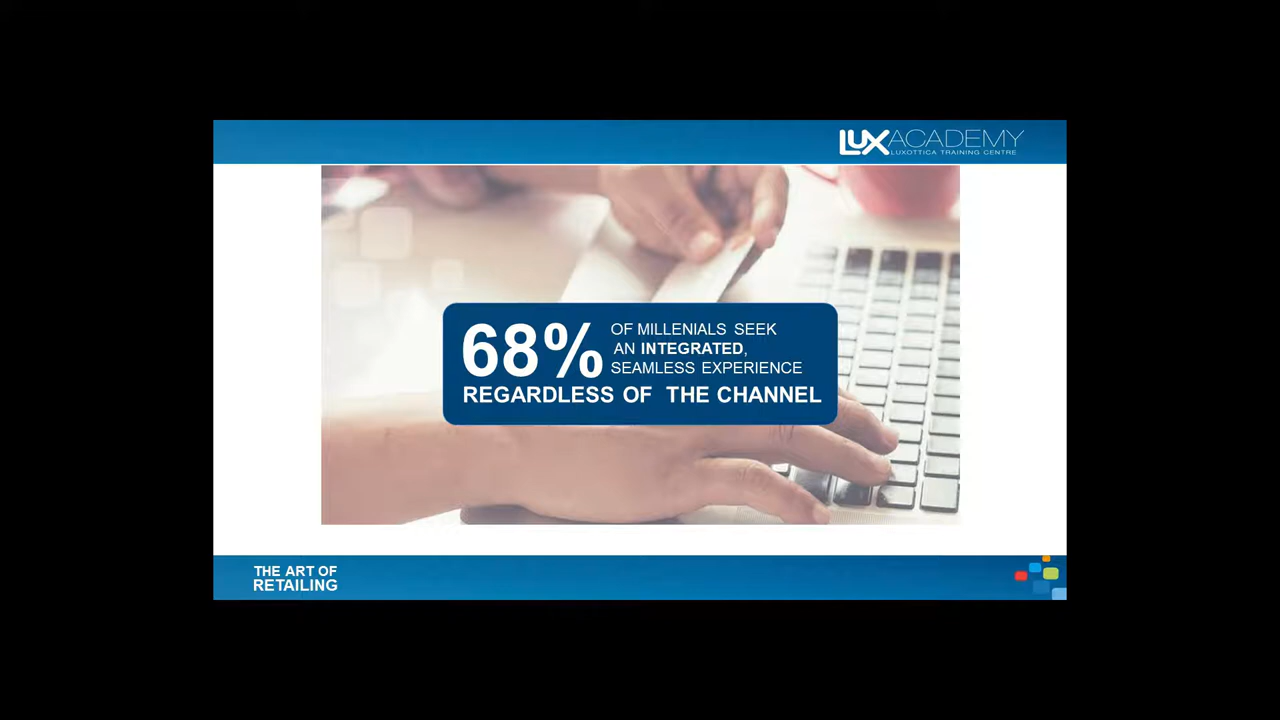 LUXACADEMY
LUXOTTICA TRAINING CENTRE
68% OF MILLENIALS SEEK
AN INTEGRATED,
SEAMLESS EXPERIENCE
REGARDLESS OF THE CHANNEL
THE ART OF
RETAILING